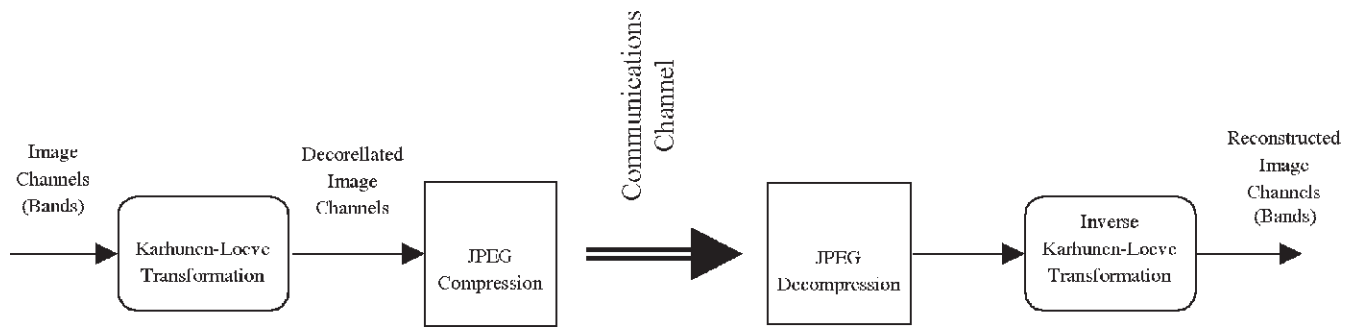 Image
Channels
(Bands)
Karhunen-Loeve
Transformation
Decorellated
Image
Channels
JPEG
Compression
Communications
Channel
JPEG
Decompression
Inverse
Karhunen-Loeve
Transformation
Reconstructed
Image
Channels
(Bands)